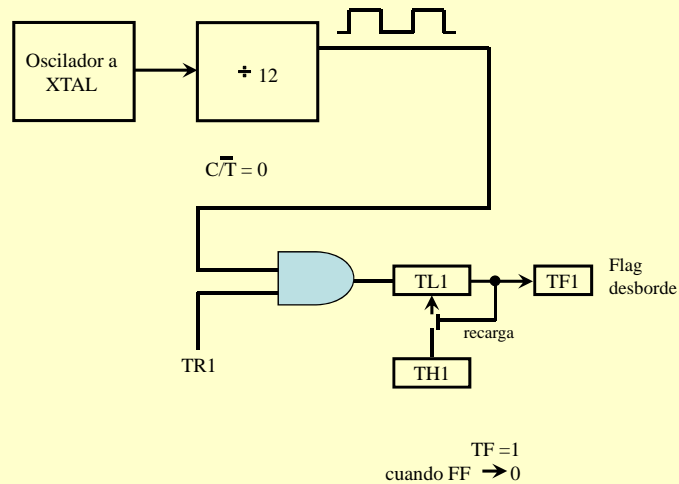 Oscilador a
XTAL
÷ 12
C/T̅ = 0
TL1
TF1
Flag
desborde
recarga
TR1
TH1
TF =1
cuando FF → 0